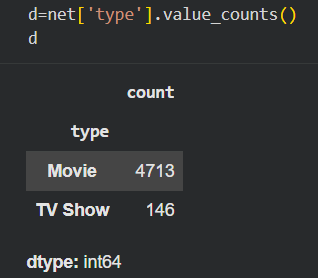 d=net['type'].value_counts()
d
count
type
Movie 4713
TV Show 146
dtype: int64